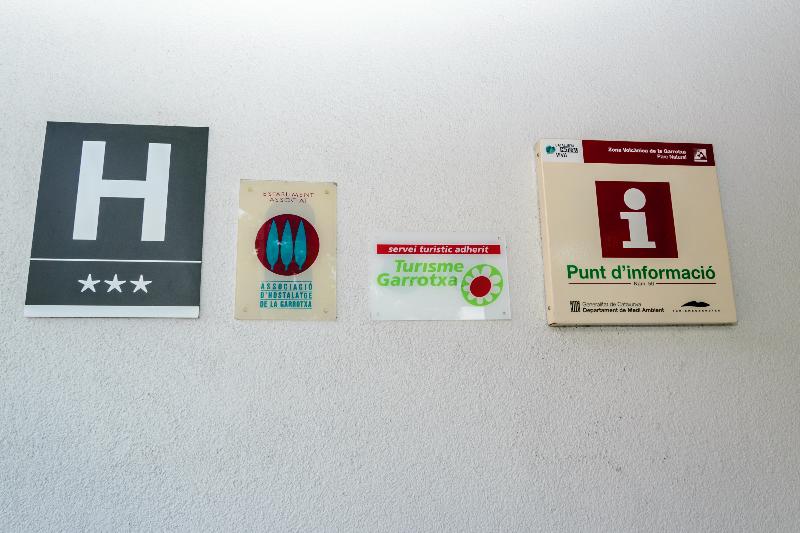 H
ESTABLIMENT
ASSOCIAT
ASSOCIACIÓ
D'HOSTALATGE
DE LA GARROTXA
servei turístic adherit
Turisme
Garrotxa
Zona Volcànica de la Garrotxa
Parc Natural
i
Punt d'informació
Generalitat de Catalunya
Departament de Medi Ambient